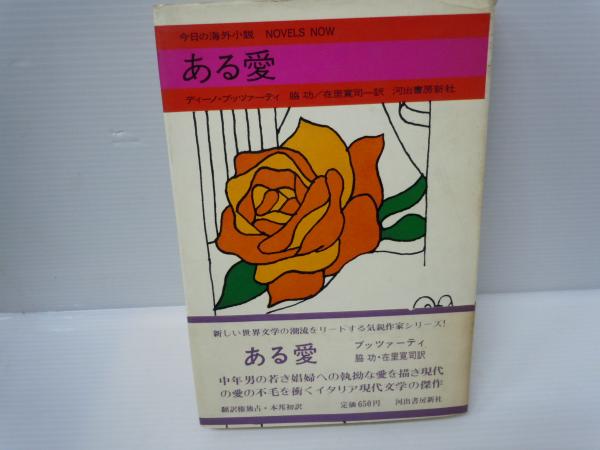 今日の海外小説 NOVELS NOW
ある愛
ディーノ・ブッツァーティ 脇 功/在里寛司―訳 河出書房新社
新しい世界文学の潮流をリードする気鋭作家シリーズ!
ある愛 ブッツァーティ
脇 功・在里寛司訳
中年男の若き娼婦への執拗な愛を描き現代
の愛の不毛を衝くイタリア現代文学の傑作
翻訳権独占・本邦初訳 定価650円 河出書房新社